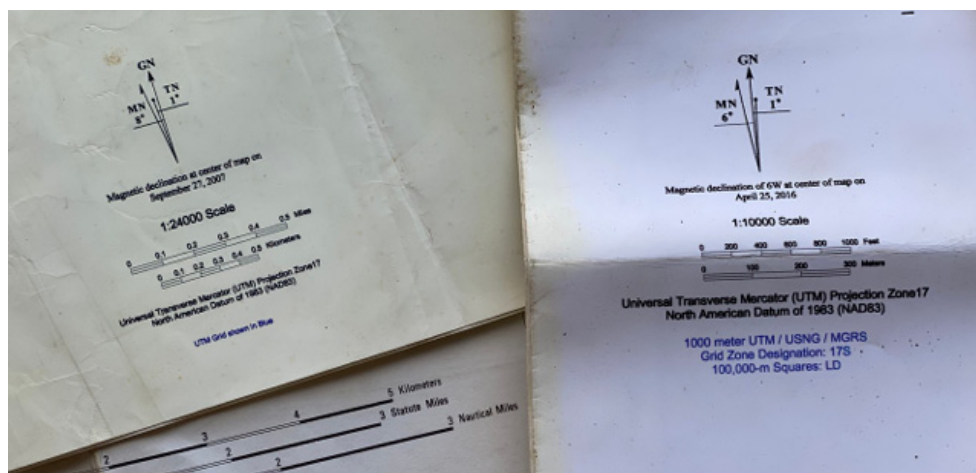 GN
TN
1°
MN
8°
Magnetic declination at center of map on
September 27, 2007
1:24000 Scale
0 0.1 0.2 0.3 0.4 0.5 Miles
0 0.1 0.2 0.3 0.4 0.5 Kilometers
Universal Transverse Mercator (UTM) Projection Zone17
North American Datum of 1983 (NAD83)
UTM Grid shown in Blue
2 3 4 5 Kilometers
2 3 Statute Miles
2 3 Nautical Miles
GN
TN
1°
MN
6°
Magnetic declination of 6W at center of map on
April 25, 2016
1:10000 Scale
0 200 400 600 800 1000 Feet
0 100 200 300 Meters
Universal Transverse Mercator (UTM) Projection Zone17
North American Datum of 1983 (NAD83)
1000 meter UTM / USNG / MGRS
Grid Zone Designation: 17S
100,000-m Squares: LD